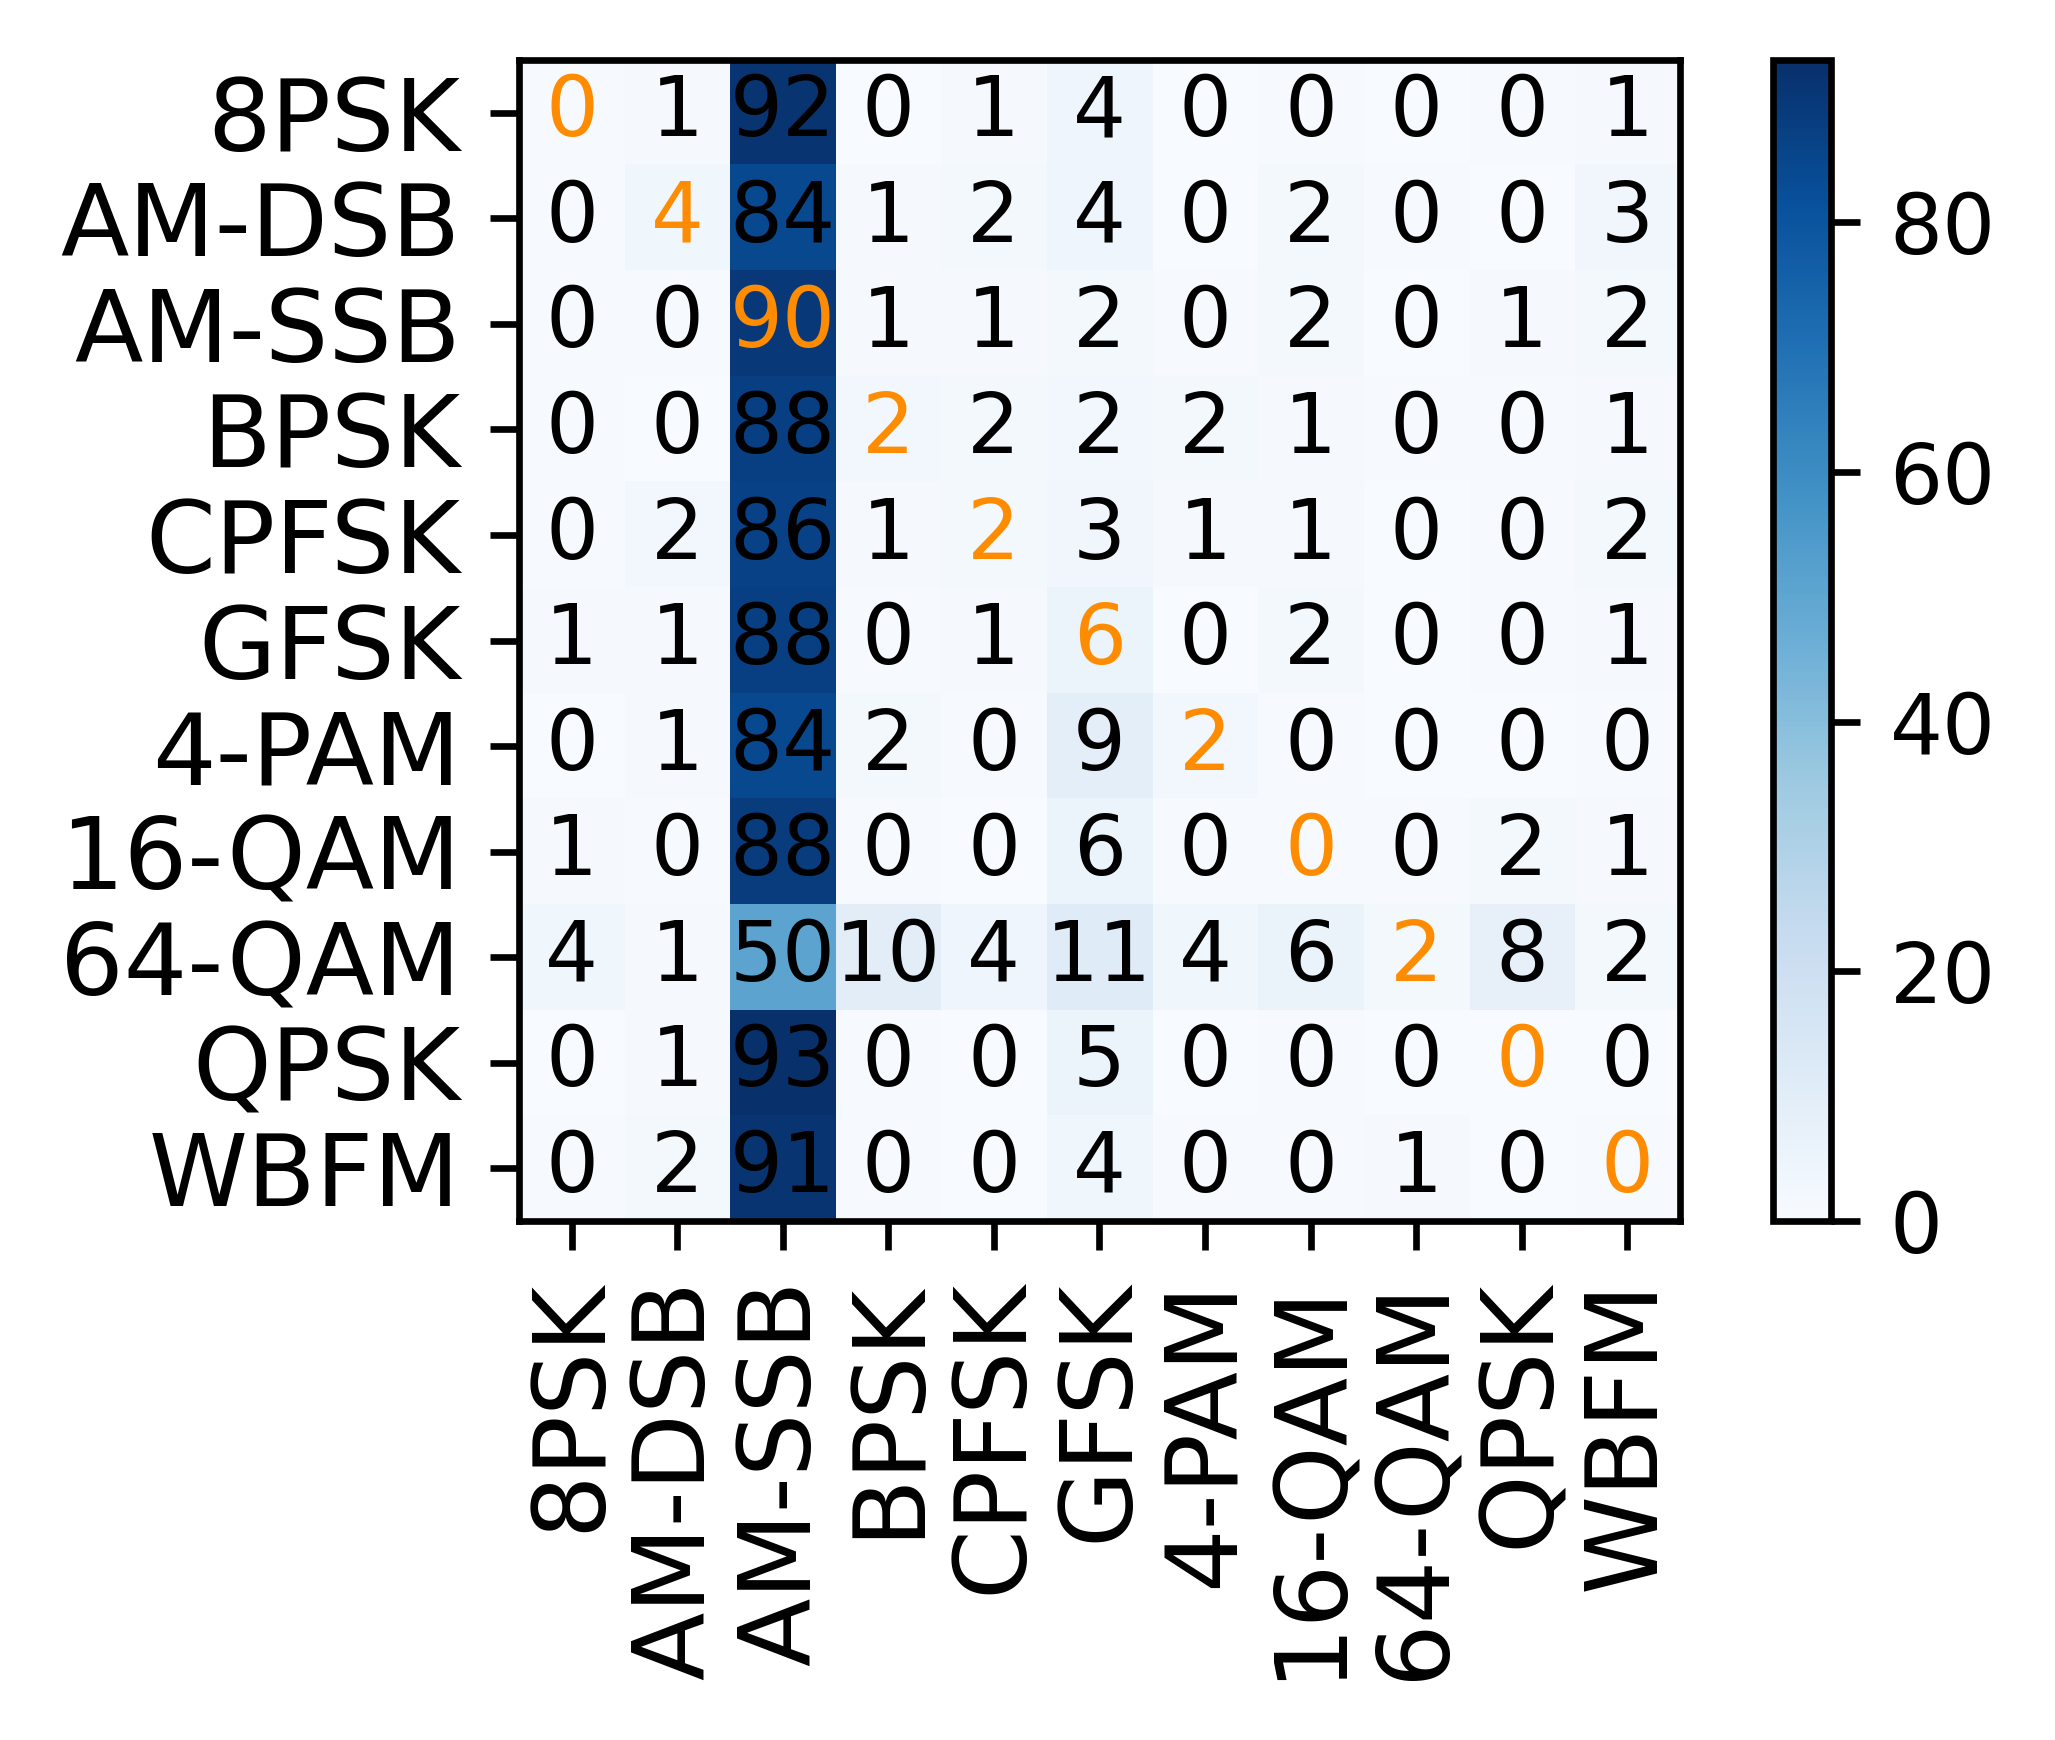 8PSK 0 1 92 0 1 4 0 0 0 0 1
AM-DSB 0 4 84 1 2 4 0 2 0 0 3
AM-SSB 0 0 90 1 1 2 0 2 0 1 2
BPSK 0 0 88 2 2 2 2 1 0 0 1
CPFSK 0 2 86 1 2 3 1 1 0 0 2
GFSK 1 1 88 0 1 6 0 2 0 0 1
4-PAM 0 1 84 2 0 9 2 0 0 0 0
16-QAM 1 0 88 0 0 6 0 0 0 2 1
64-QAM 4 1 50 10 4 11 4 6 2 8 2
QPSK 0 1 93 0 0 5 0 0 0 0 0
WBFM 0 2 91 0 0 4 0 0 1 0 0
8PSK
AM-DSB
AM-SSB
BPSK
CPFSK
GFSK
4-PAM
16-QAM
64-QAM
QPSK
WBFM
80
60
40
20
0